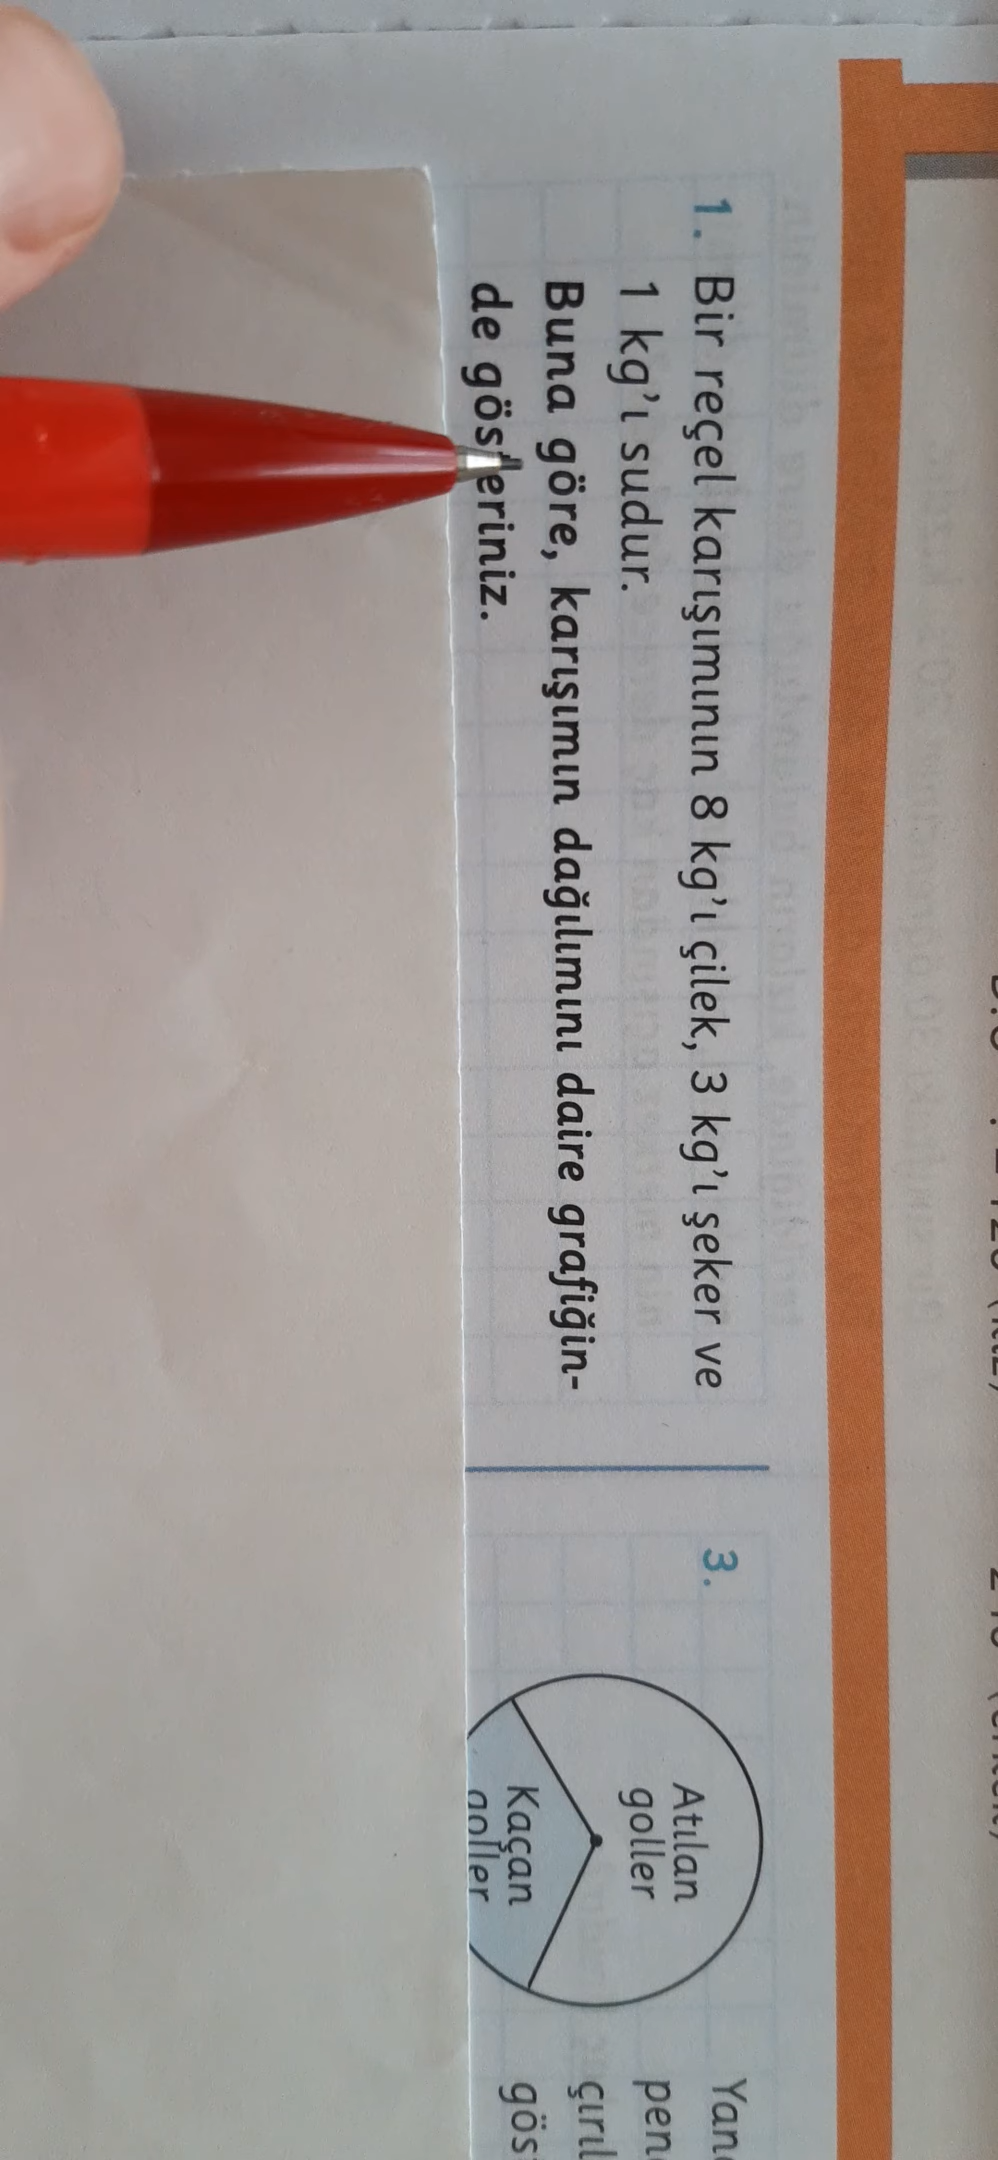 1. Bir reçel karışımının 8 kg'ı çilek, 3 kg'ı şeker ve
1 kg'ı sudur.
Buna göre, karışımın dağılımını daire grafiğin-
de gösteriniz.
3.
Atılan
goller
Kaçan
goller